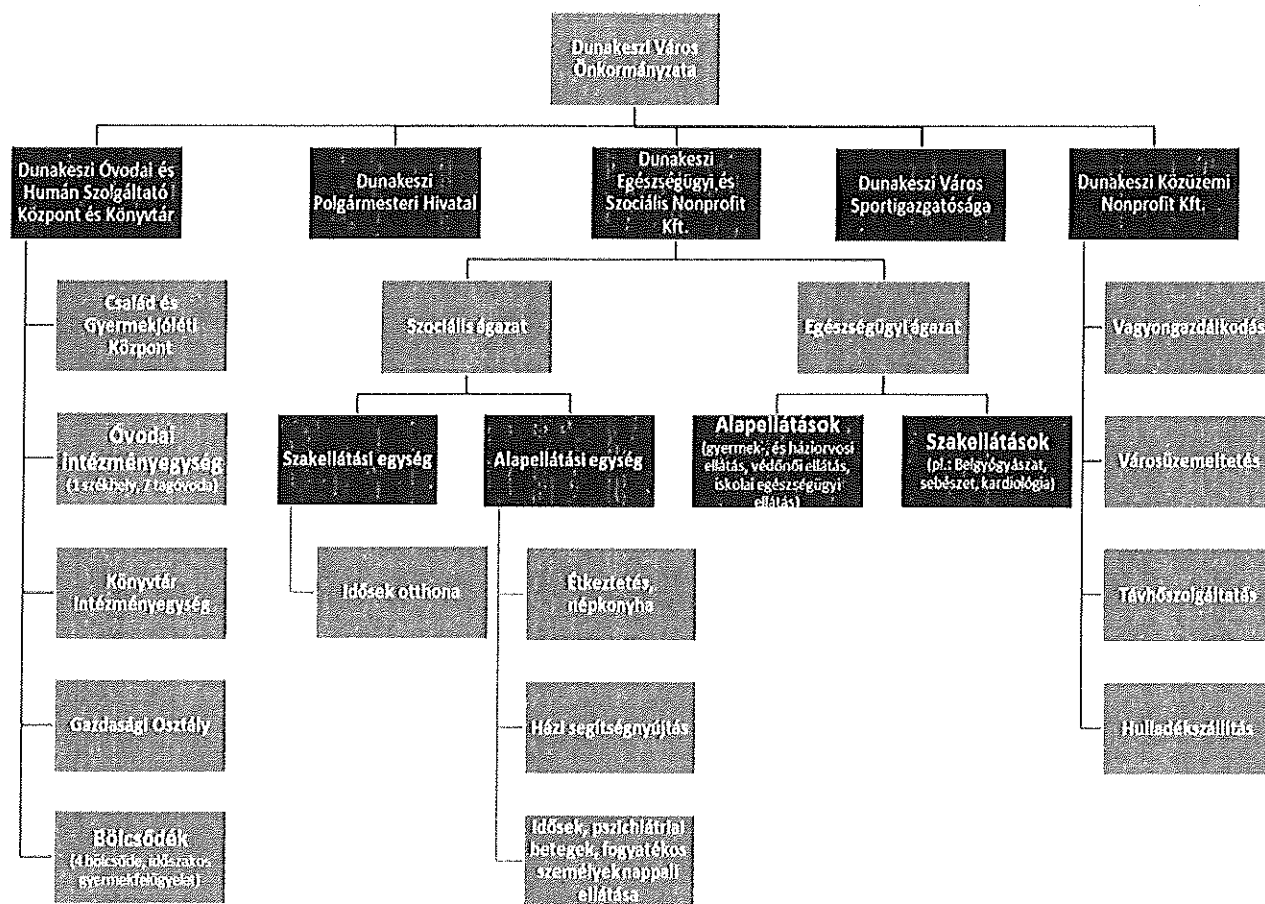 Dunakeszi Város
Önkormányzata
Dunakeszi Óvodai és
Humán Szolgáltató
Központ és Könyvtár
Dunakeszi
Polgármesteri Hivatal
Dunakeszi
Egészségügyi és
Szociális Nonprofit
Kft.
Dunakeszi Város
Sportigazgatósága
Dunakeszi Közüzemi
Nonprofit Kft.
Család és
Gyermekjóléti
Központ
Óvodai
Intézményegység
(1 székhely, 7 tagóvoda)
Könyvtár
Intézményegység
Gazdasági Osztály
Bölcsődék
(4 bölcsőde, időszakos
gyermekfelügyelet)
Szociális ágazat
Egészségügyi ágazat
Szakellátási egység
Alapellátási egység
Idősek otthona
Étkeztetés,
népkonyha
Házi segítségnyújtás
Idősek, pszichiátriai
betegek, fogyatékos
személyeknappali
ellátása
Alapellátások
(gyermek-, és háziorvosi
ellátás, védőnői ellátás,
iskolai egészségügyi
ellátás)
Szakellátások
(pl.: Belgyógyászat,
sebészet, kardiológia)
Vagyongazdálkodás
Városüzemeltetés
Távhőszolgáltatás
Hulladékszállítás